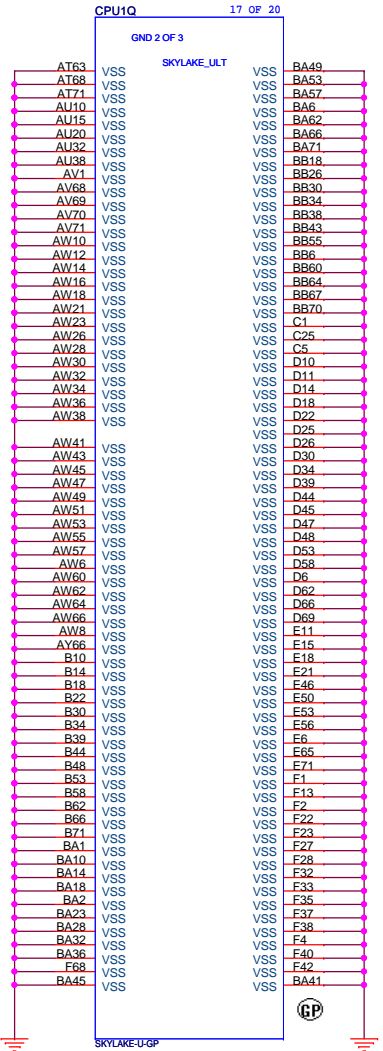 CPU1Q 17 OF 20
GND 2 OF 3
SKYLAKE_ULT
AT63 VSS VSS BA49
AT68 VSS VSS BA53
AT71 VSS VSS BA57
AU10 VSS VSS BA6
AU15 VSS VSS BA62
AU20 VSS VSS BA66
AU32 VSS VSS BA71
AU38 VSS VSS BB18
AV1 VSS VSS BB26
AV68 VSS VSS BB30
AV69 VSS VSS BB34
AV70 VSS VSS BB38
AV71 VSS VSS BB43
AW10 VSS VSS BB55
AW12 VSS VSS BB6
AW14 VSS VSS BB60
AW16 VSS VSS BB64
AW18 VSS VSS BB67
AW21 VSS VSS BB70
AW23 VSS VSS C1
AW26 VSS VSS C25
AW28 VSS VSS C5
AW30 VSS VSS D10
AW32 VSS VSS D11
AW34 VSS VSS D14
AW36 VSS VSS D18
AW38 VSS VSS D22
VSS D25
AW41 VSS VSS D26
AW43 VSS VSS D30
AW45 VSS VSS D34
AW47 VSS VSS D39
AW49 VSS VSS D44
AW51 VSS VSS D45
AW53 VSS VSS D47
AW55 VSS VSS D48
AW57 VSS VSS D53
AW6 VSS VSS D58
AW60 VSS VSS D6
AW62 VSS VSS D62
AW64 VSS VSS D66
AW66 VSS VSS D69
AW8 VSS VSS E11
AY66 VSS VSS E15
B10 VSS VSS E18
B14 VSS VSS E21
B18 VSS VSS E46
B22 VSS VSS E50
B30 VSS VSS E53
B34 VSS VSS E56
B39 VSS VSS E6
B44 VSS VSS E65
B48 VSS VSS E71
B53 VSS VSS F1
B58 VSS VSS F13
B62 VSS VSS F2
B66 VSS VSS F22
B71 VSS VSS F23
BA1 VSS VSS F27
BA10 VSS VSS F28
BA14 VSS VSS F32
BA18 VSS VSS F33
BA2 VSS VSS F35
BA23 VSS VSS F37
BA28 VSS VSS F38
BA32 VSS VSS F4
BA36 VSS VSS F40
F68 VSS VSS F42
BA45 VSS VSS BA41
GP
SKYLAKE-U-GP